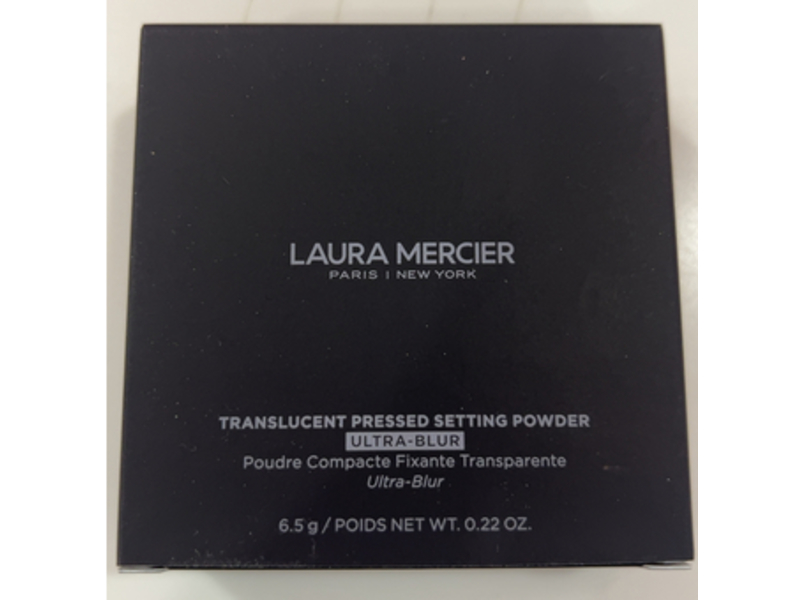 LAURA MERCIER
PARIS | NEW YORK
TRANSLUCENT PRESSED SETTING POWDER
ULTRA-BLUR
Poudre Compacte Fixante Transparente
Ultra-Blur
6.5 g / POIDS NET WT. 0.22 OZ.